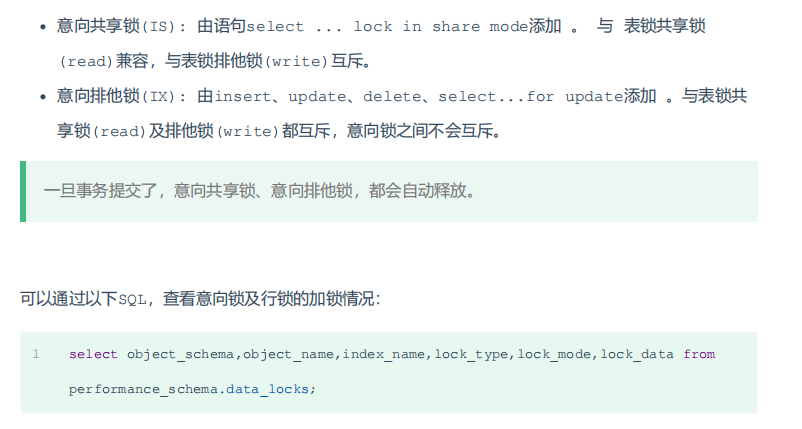 • 意向共享锁(IS): 由语句select ... lock in share mode添加 。 与 表锁共享锁
(read)兼容，与表锁排他锁(write)互斥。
• 意向排他锁(IX): 由insert、update、delete、select...for update添加 。与表锁共
享锁(read)及排他锁(write)都互斥，意向锁之间不会互斥。
一旦事务提交了，意向共享锁、意向排他锁，都会自动释放。
可以通过以下SQL，查看意向锁及行锁的加锁情况：
1 select object_schema,object_name,index_name,lock_type,lock_mode,lock_data from
performance_schema.data_locks;